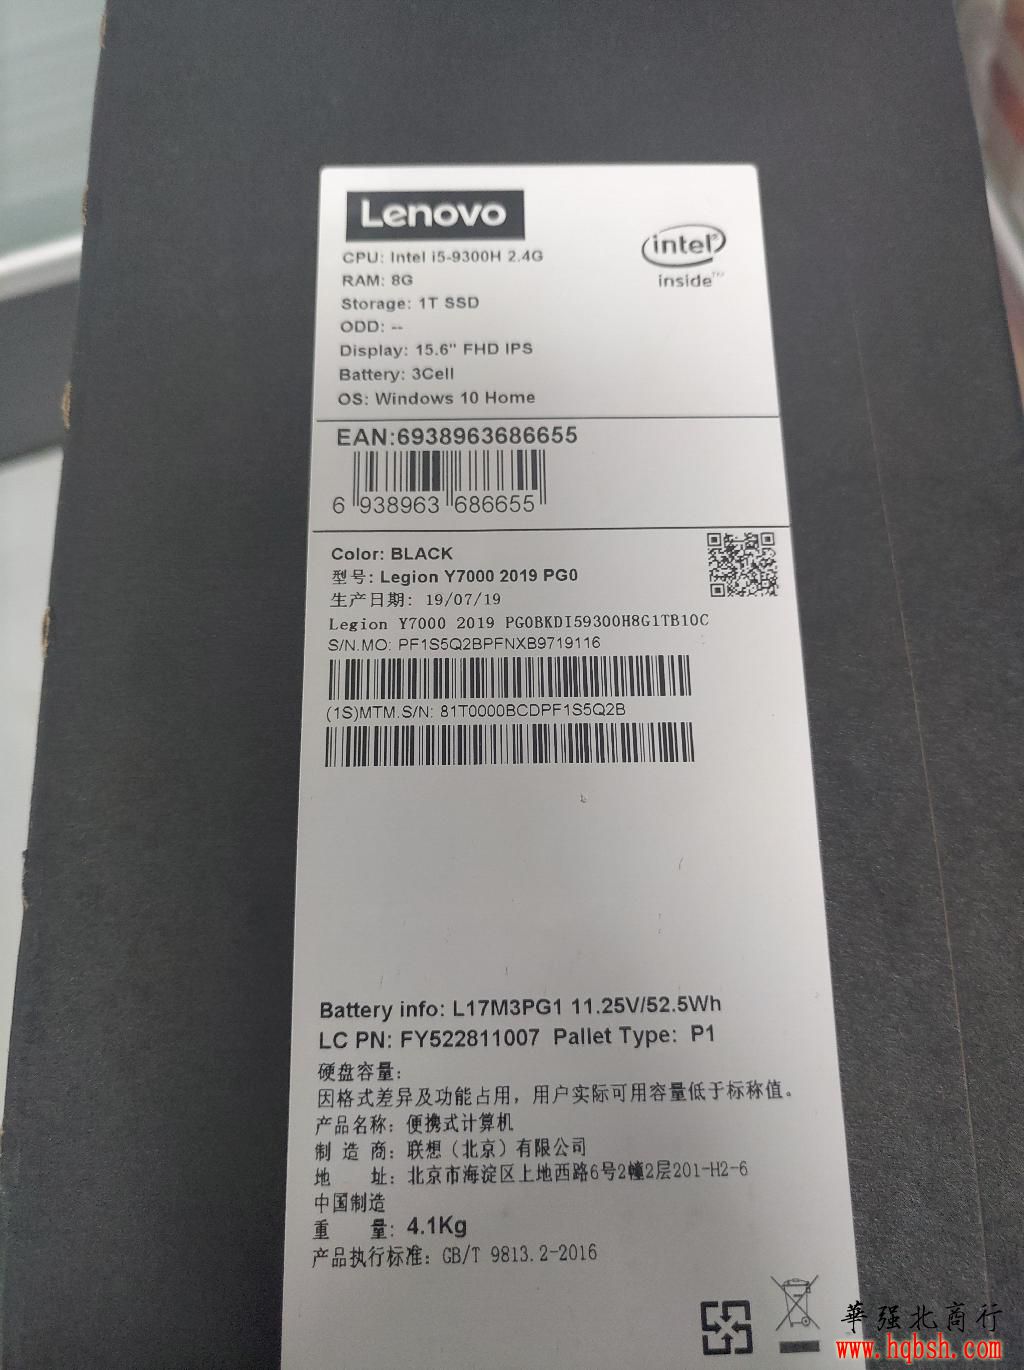 Lenovo
intel
inside™
CPU: Intel i5-9300H 2.4G
RAM: 8G
Storage: 1T SSD
ODD: --
Display: 15.6" FHD IPS
Battery: 3Cell
OS: Windows 10 Home
EAN:6938963686655
6 938963 686655
Color: BLACK
型号: Legion Y7000 2019 PG0
生产日期: 19/07/19
Legion Y7000 2019 PG0BKDI59300H8G1TB10C
S/N.MO: PF1S5Q2BPFNXB9719116
(1S)MTM.S/N: 81T0000BCDPF1S5Q2B
Battery info: L17M3PG1 11.25V/52.5Wh
LC PN: FY522811007 Pallet Type: P1
硬盘容量:
因格式差异及功能占用，用户实际可用容量低于标称值。
产品名称: 便携式计算机
制 造 商: 联想（北京）有限公司
地 址: 北京市海淀区上地西路6号2幢2层201-H2-6
中国制造
重 量: 4.1Kg
产品执行标准: GB/T 9813.2-2016
華强北商行
www.hqbsh.com